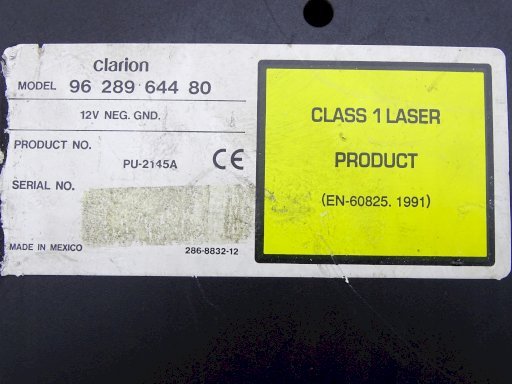 Clarion
MODEL 96 289 644 80
12V NEG. GND.
PRODUCT NO.
PU-2145A
CE
SERIAL NO.
MADE IN MEXICO
286-8832-12
CLASS 1 LASER
PRODUCT
(EN-60825. 1991)